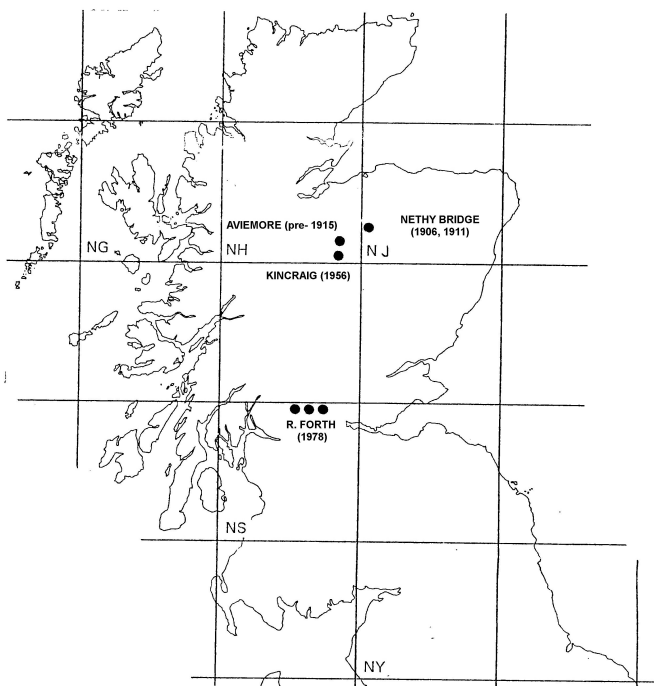 AVIEMORE (pre- 1915)
NETHY BRIDGE
(1906, 1911)
NG
NH
N J
KINCRAIG (1956)
R. FORTH
(1978)
NS
NY